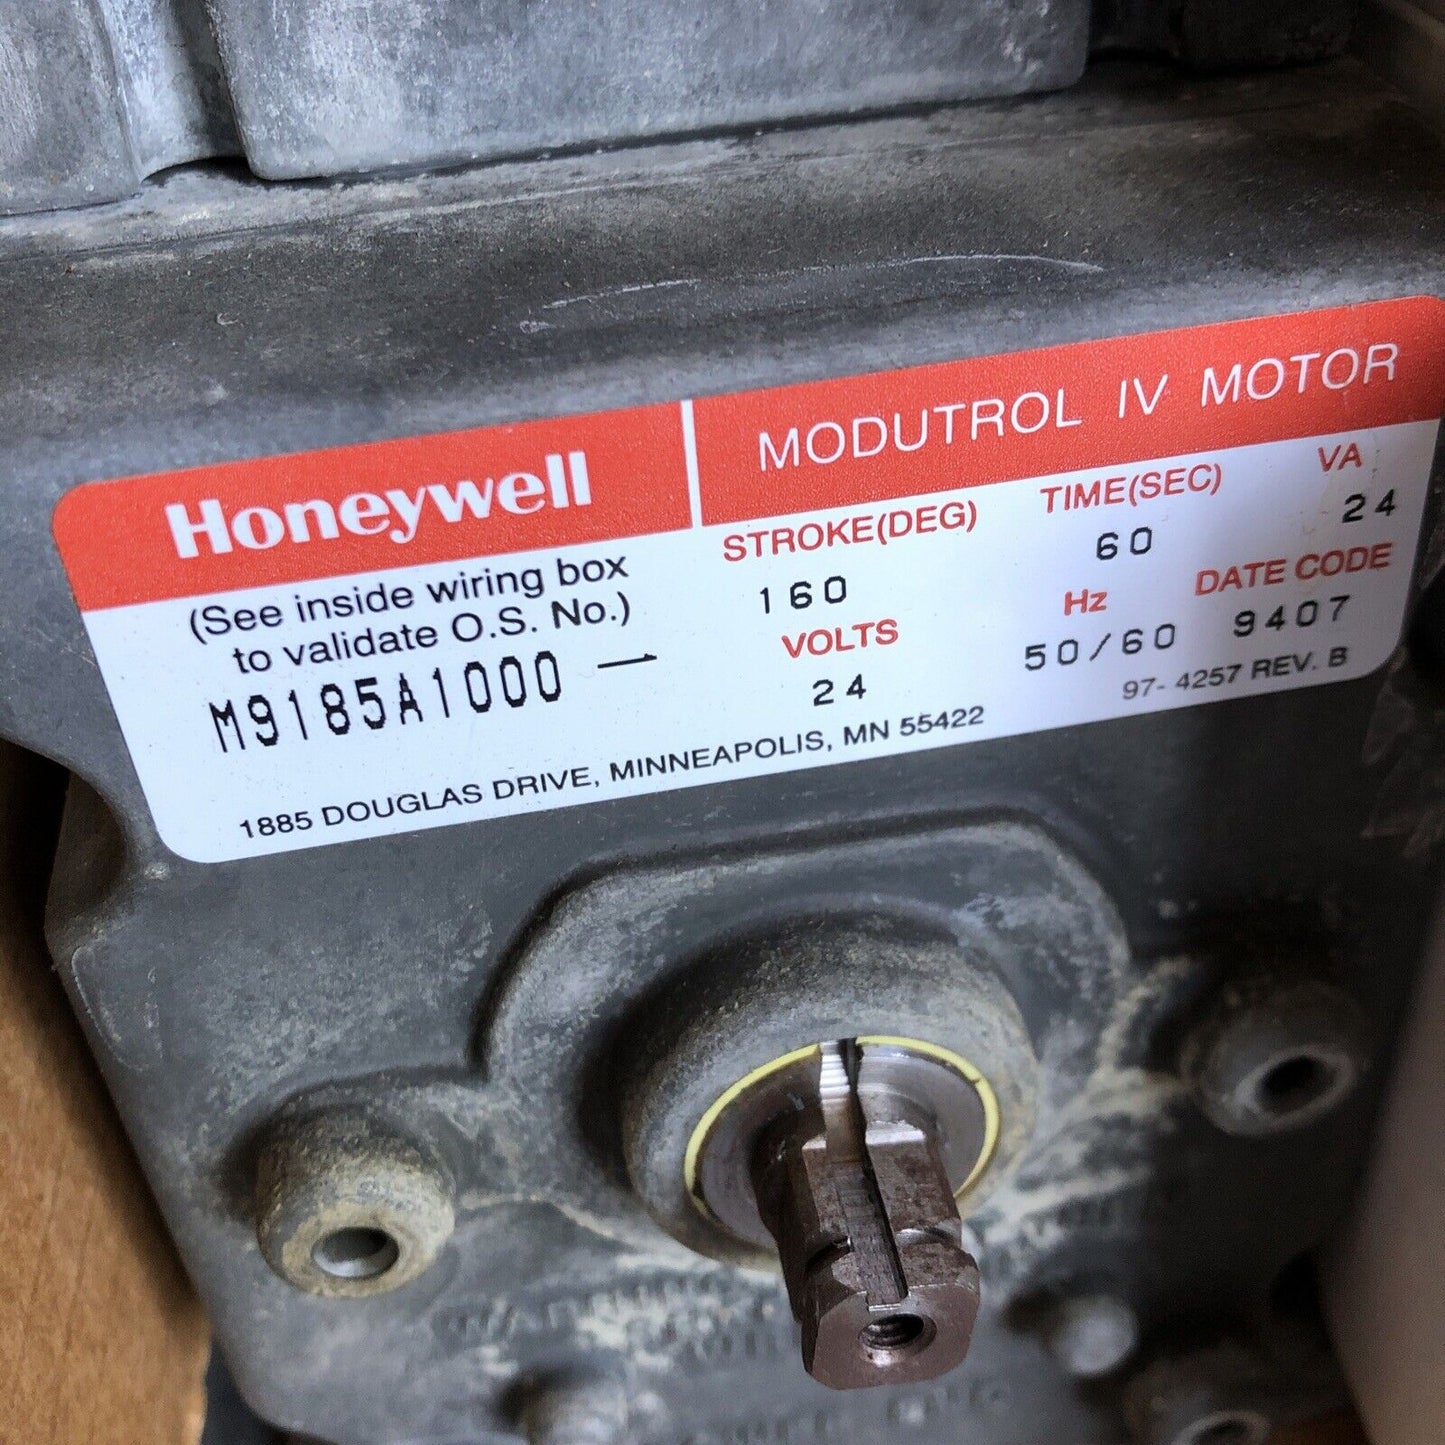 Honeywell
MODUTROL IV MOTOR
(See inside wiring box
to validate O.S. No.)
M9185A1000 —
STROKE(DEG) TIME(SEC) VA
160 60 24
VOLTS Hz DATE CODE
24 50/60 9407
97-4257 REV. B
1885 DOUGLAS DRIVE, MINNEAPOLIS, MN 55422